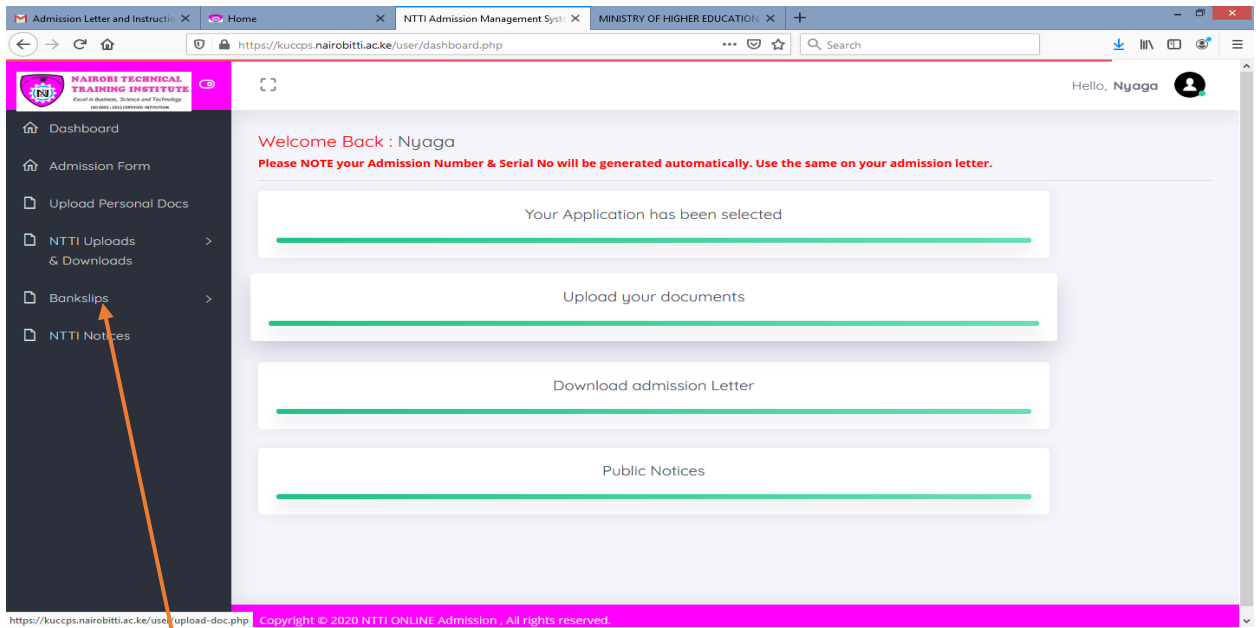 Admission Letter and Instructio
Home
NTTI Admission Management Syst
MINISTRY OF HIGHER EDUCATION,
https://kuccps.nairobitti.ac.ke/user/dashboard.php
Search
NAIROBI TECHNICAL
TRAINING INSTITUTE
Excel in Business, Science and Technology
Hello, Nyaga
Dashboard
Admission Form
Upload Personal Docs
NTTI Uploads
& Downloads
Bankslips
NTTI Notices
Welcome Back : Nyaga
Please NOTE your Admission Number & Serial No will be generated automatically. Use the same on your admission letter.
Your Application has been selected
Upload your documents
Download admission Letter
Public Notices
https://kuccps.nairobitti.ac.ke/user/upload-doc.php
Copyright © 2020 NTTI ONLINE Admission , All rights reserved.